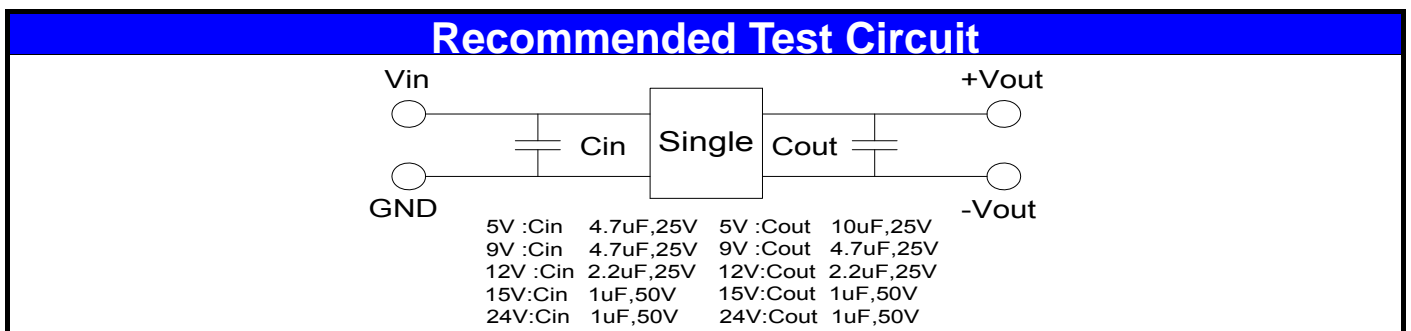 Recommended Test Circuit
Vin +Vout
Cin Single Cout
GND -Vout
5V :Cin 4.7uF,25V 5V :Cout 10uF,25V
9V :Cin 4.7uF,25V 9V :Cout 4.7uF,25V
12V :Cin 2.2uF,25V 12V:Cout 2.2uF,25V
15V:Cin 1uF,50V 15V:Cout 1uF,50V
24V:Cin 1uF,50V 24V:Cout 1uF,50V